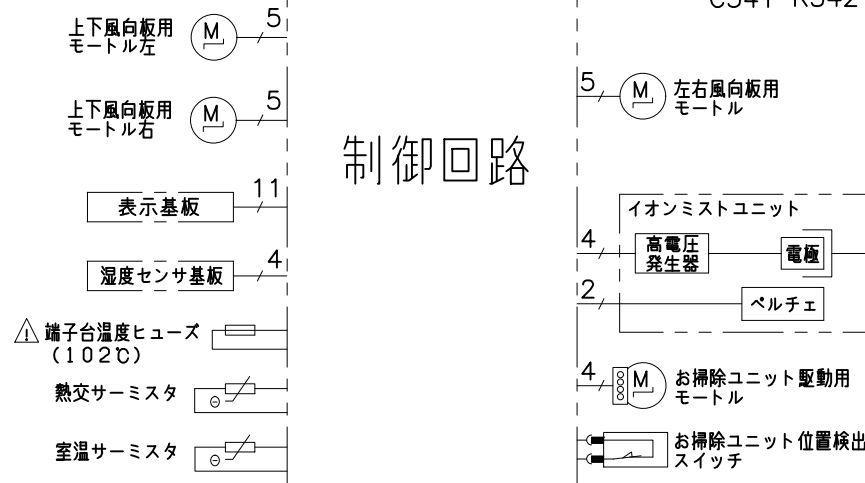 上下風向板用
モートル左
M
5
上下風向板用
モートル右
M
5
表示基板
11
湿度センサ基板
4
端子台温度ヒューズ
(102℃)
熱交サーミスタ
室温サーミスタ
制御回路
5
M
左右風向板用
モートル
イオンミストユニット
4
高電圧
発生器
電極
2
ペルチェ
4
M
お掃除ユニット駆動用
モートル
お掃除ユニット位置検出
スイッチ